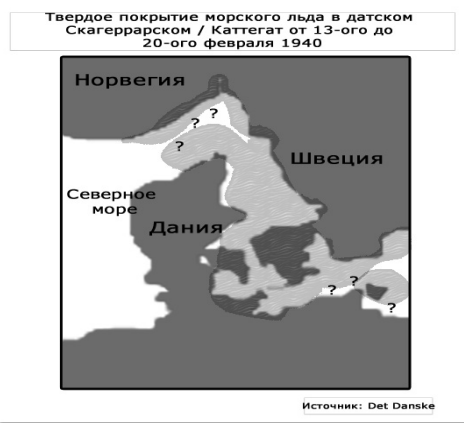 Твердое покрытие морского льда в датском
Скагеррарском / Каттегат от 13-ого до
20-ого февраля 1940
Норвегия
?
?
?
Швеция
Северное
море
Дания
?
?
?
Источник: Det Danske